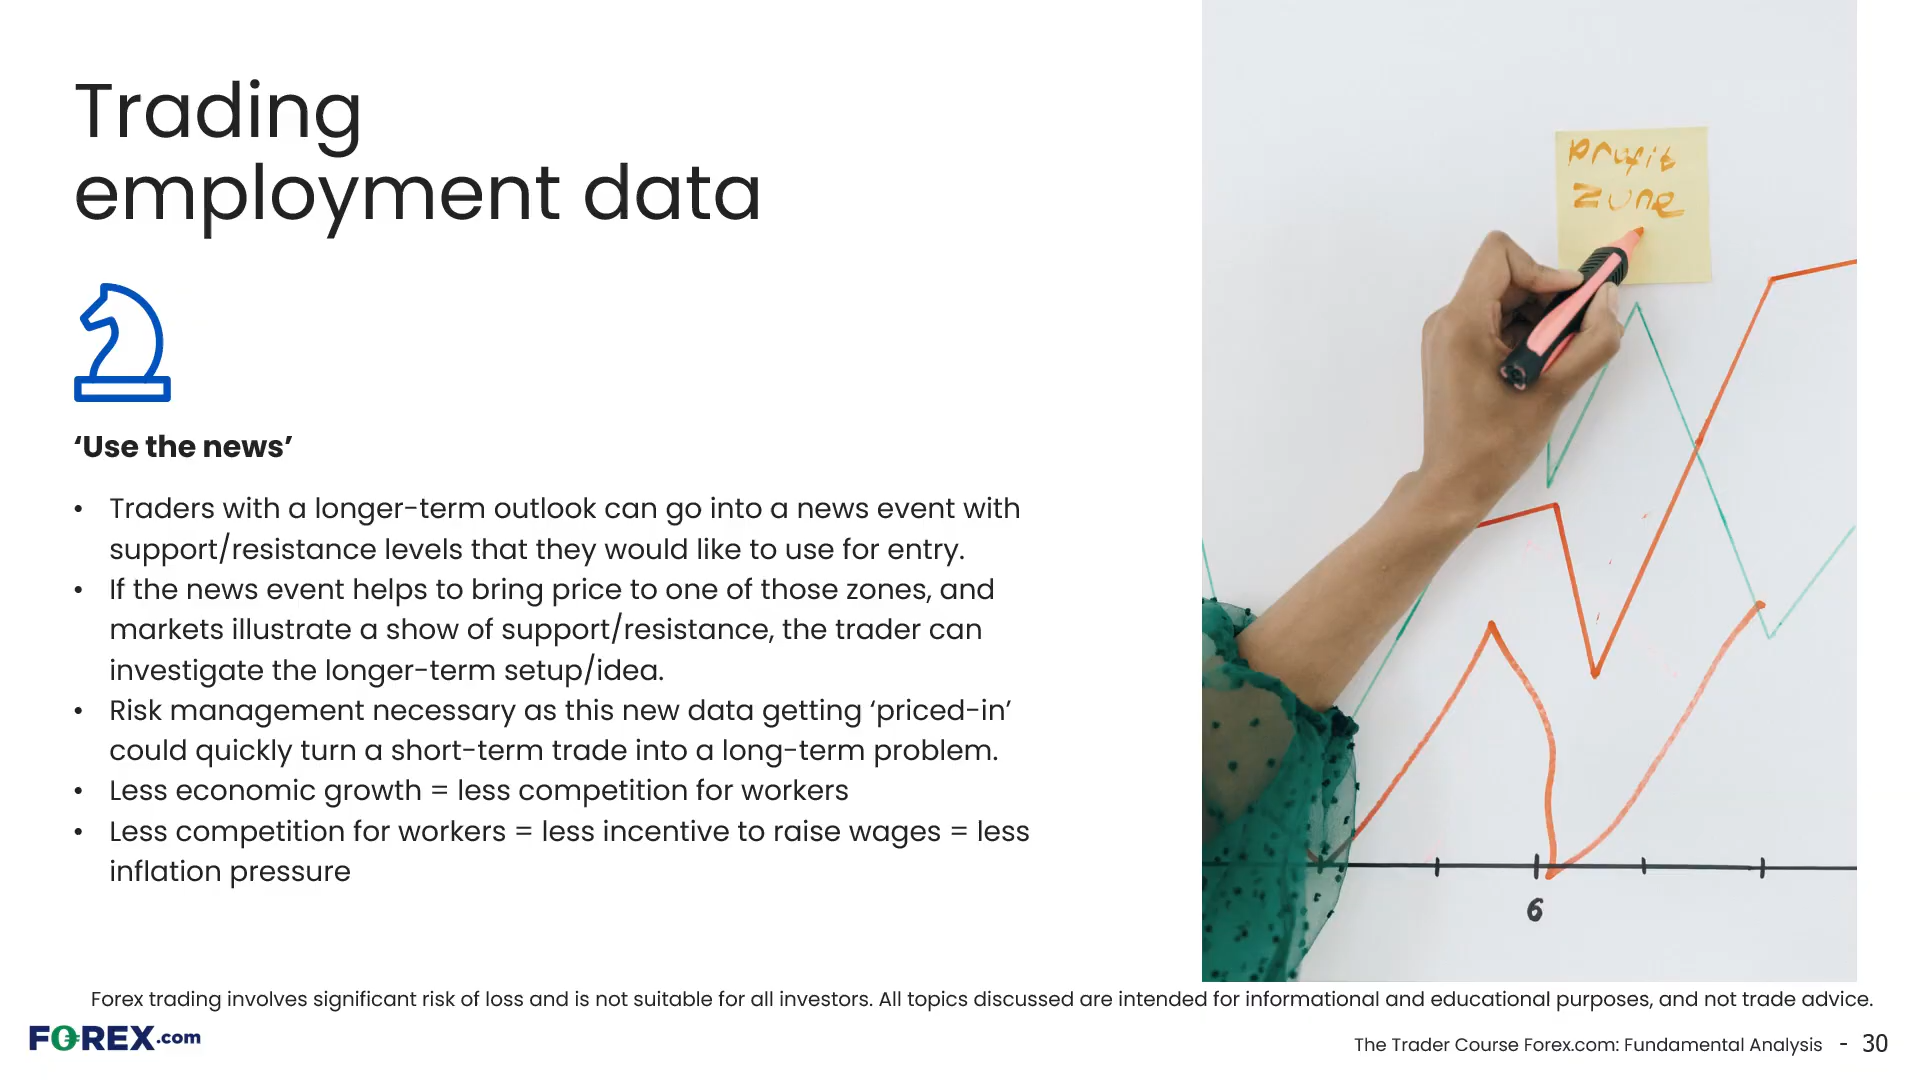 Trading
employment data
‘Use the news’
• Traders with a longer-term outlook can go into a news event with
support/resistance levels that they would like to use for entry.
• If the news event helps to bring price to one of those zones, and
markets illustrate a show of support/resistance, the trader can
investigate the longer-term setup/idea.
• Risk management necessary as this new data getting ‘priced-in’
could quickly turn a short-term trade into a long-term problem.
• Less economic growth = less competition for workers
• Less competition for workers = less incentive to raise wages = less
inflation pressure
profit
zone
6
Forex trading involves significant risk of loss and is not suitable for all investors. All topics discussed are intended for informational and educational purposes, and not trade advice.
FOREX.com
The Trader Course Forex.com: Fundamental Analysis - 30